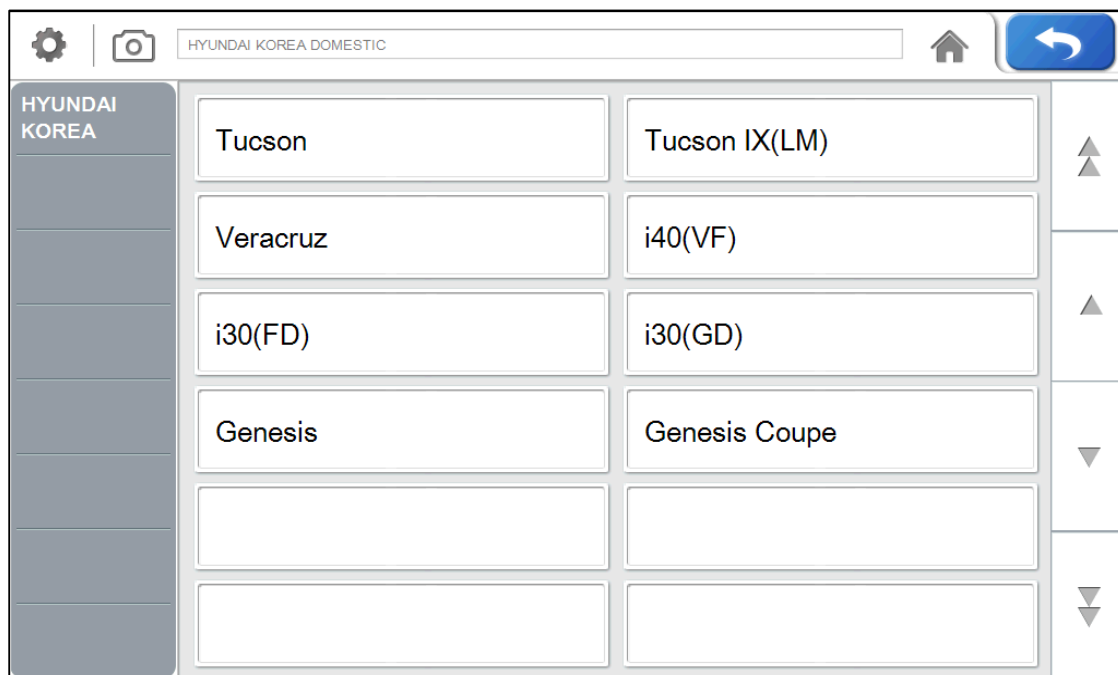 HYUNDAI KOREA DOMESTIC
HYUNDAI
KOREA
Tucson
Tucson IX(LM)
Veracruz
i40(VF)
i30(FD)
i30(GD)
Genesis
Genesis Coupe